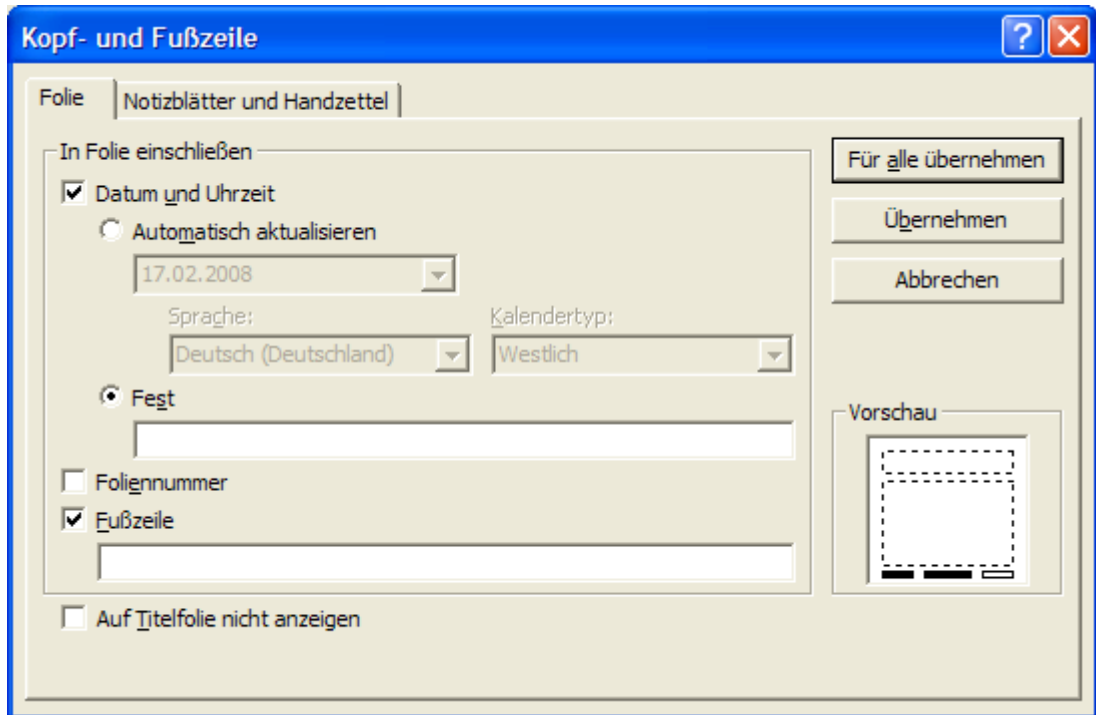 Kopf- und Fußzeile
Folie Notizblätter und Handzettel
In Folie einschließen
Datum und Uhrzeit
Automatisch aktualisieren
17.02.2008
Sprache: Kalendertyp:
Deutsch (Deutschland) Westlich
Fest
Foliennummer
Fußzeile
Auf Titelfolie nicht anzeigen
Für alle übernehmen
Übernehmen
Abbrechen
Vorschau